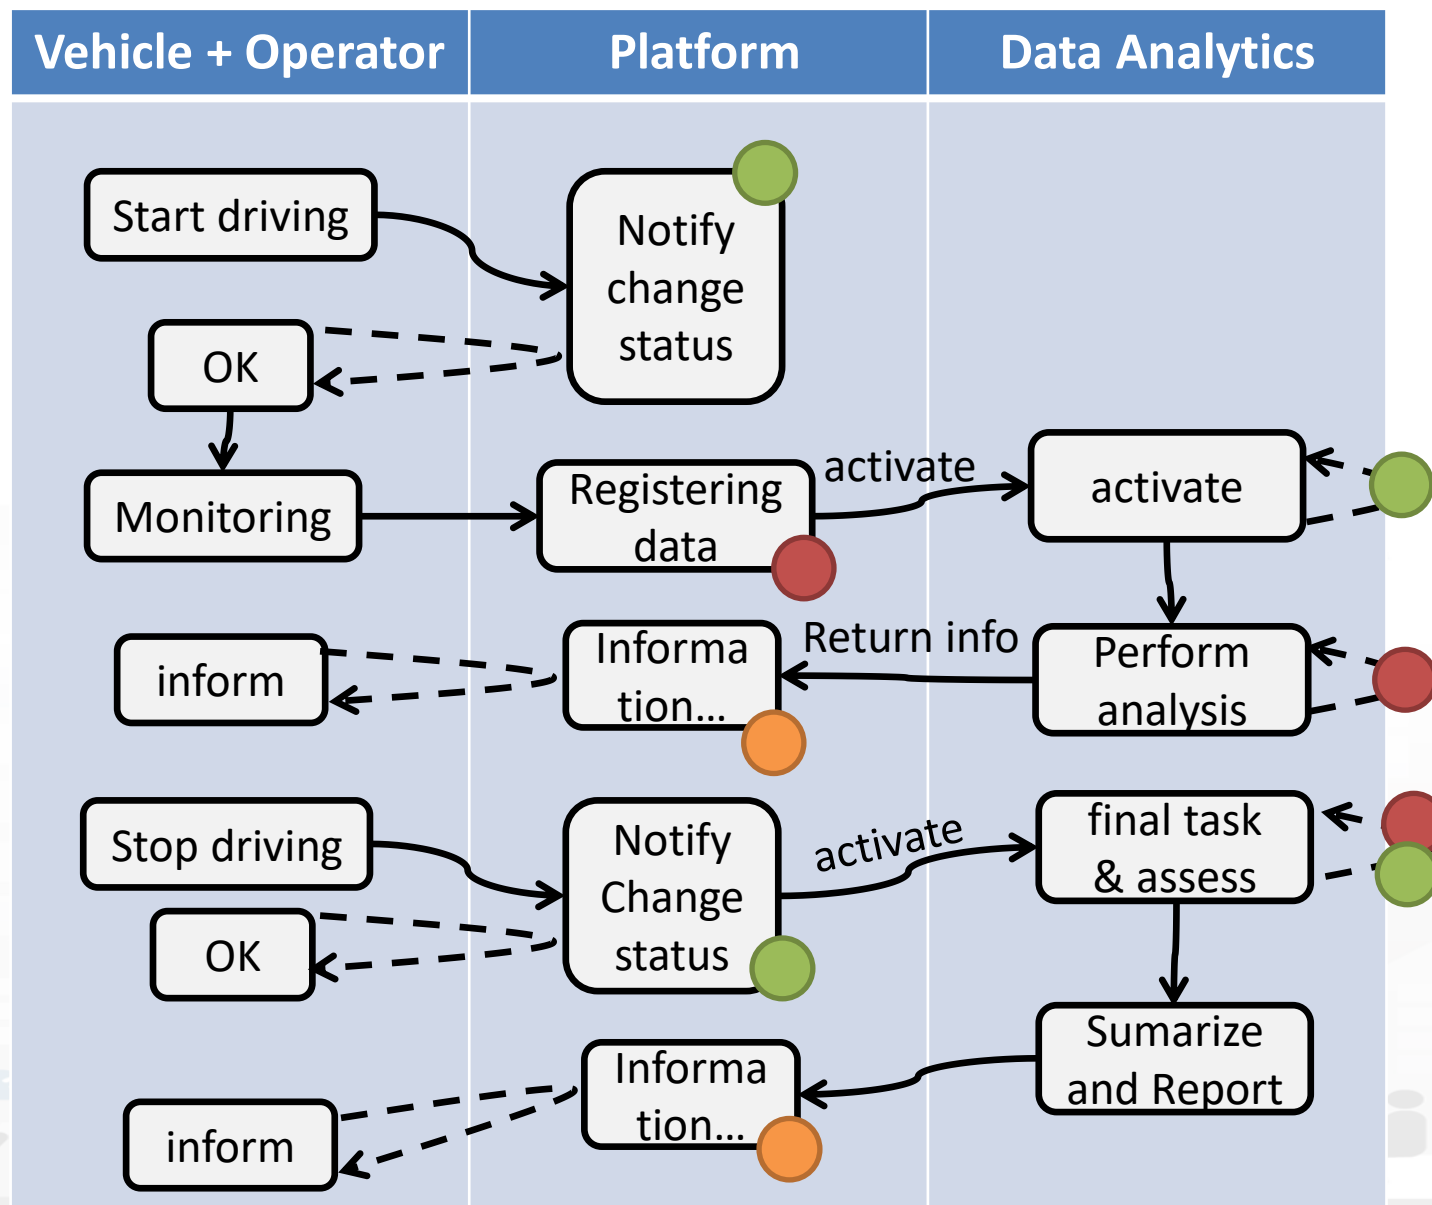 Vehicle + Operator
Platform
Data Analytics
Start driving
Notify
change
status
OK
Monitoring
Registering
data
activate
activate
inform
Informa
tion...
Return info
Perform
analysis
Stop driving
Notify
Change
status
activate
final task
& assess
OK
Sumarize
and Report
Informa
tion...
inform